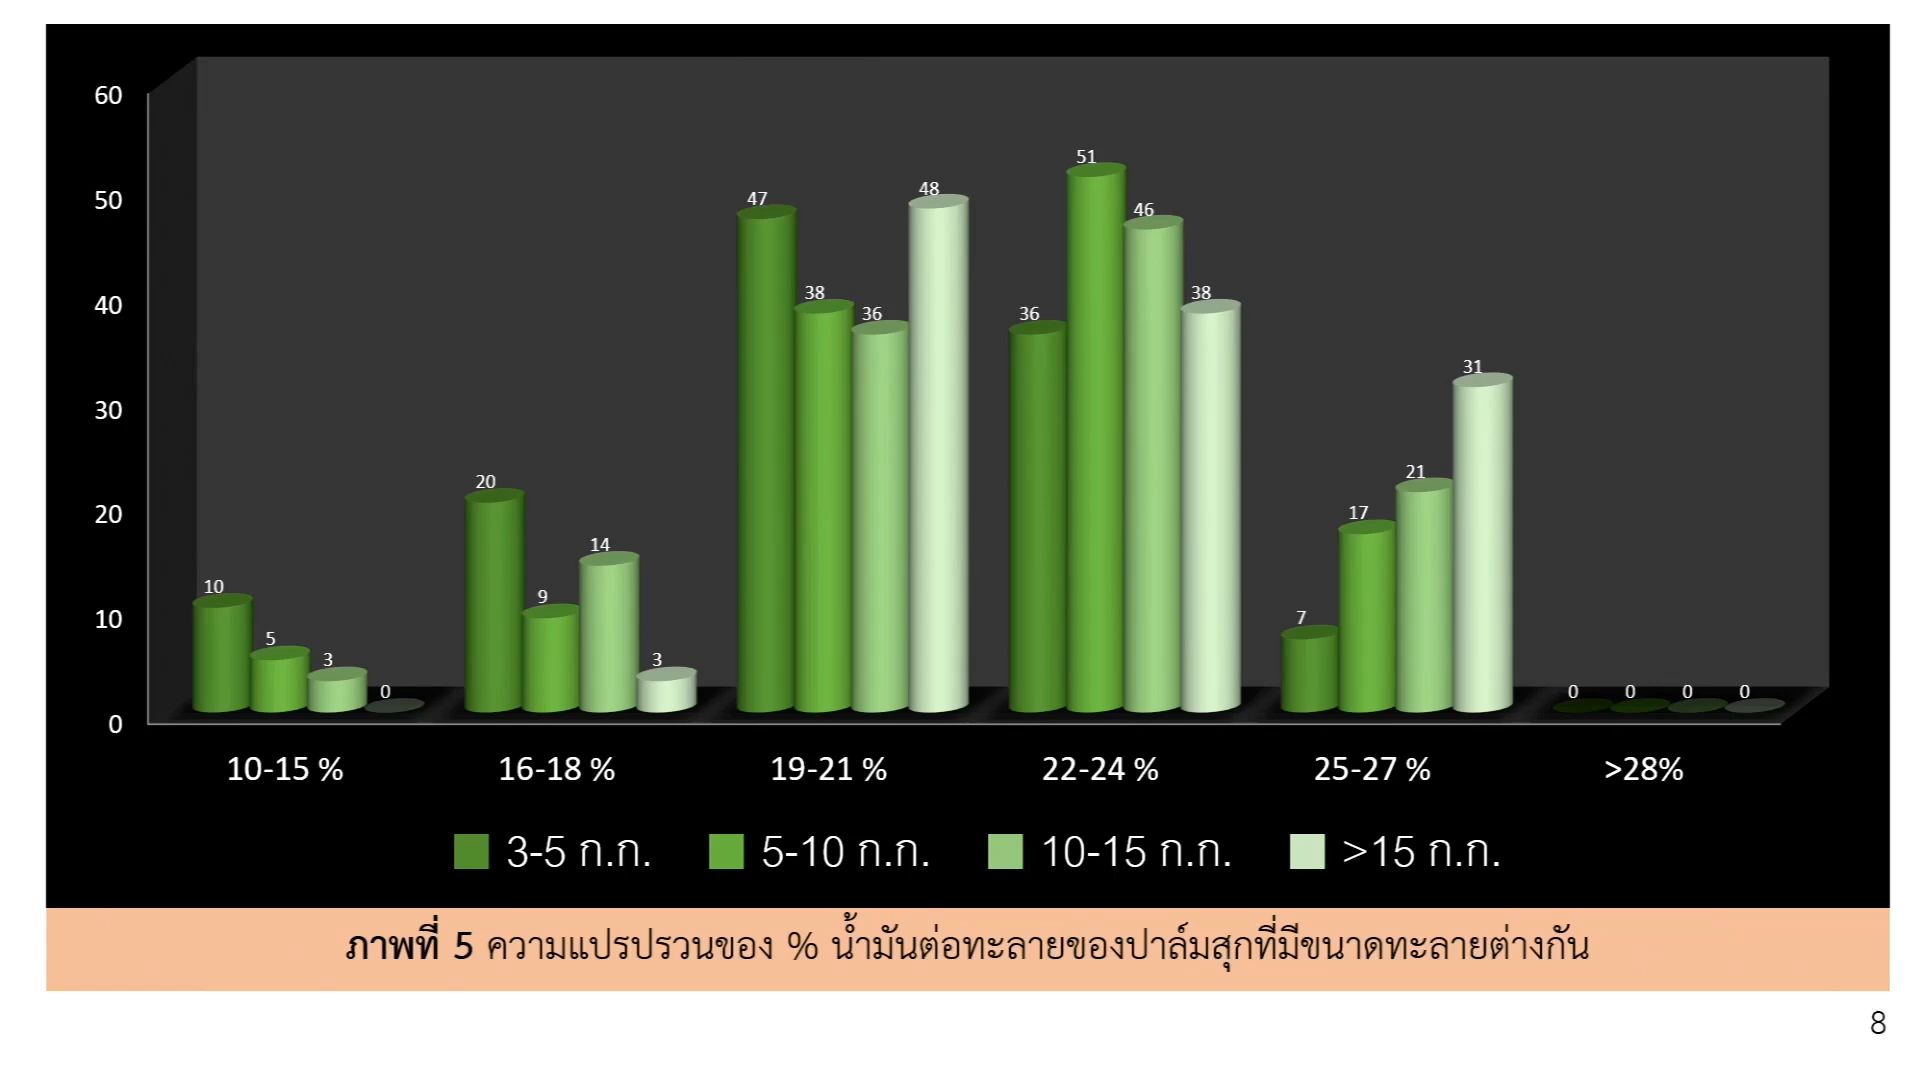 60
50
40
30
20
10
0
10 5 3 0
20 9 14 3
47 38 36 48
36 51 46 38
7 17 21 31
0 0 0 0
10-15 % 16-18 % 19-21 % 22-24 % 25-27 % >28%
3-5 ก.ก. 5-10 ก.ก. 10-15 ก.ก. >15 ก.ก.
ภาพที่ 5 ความแปรปรวนของ % น้ำมันต่อทะลายของปาล์มสุกที่มีขนาดทะลายต่างกัน
8